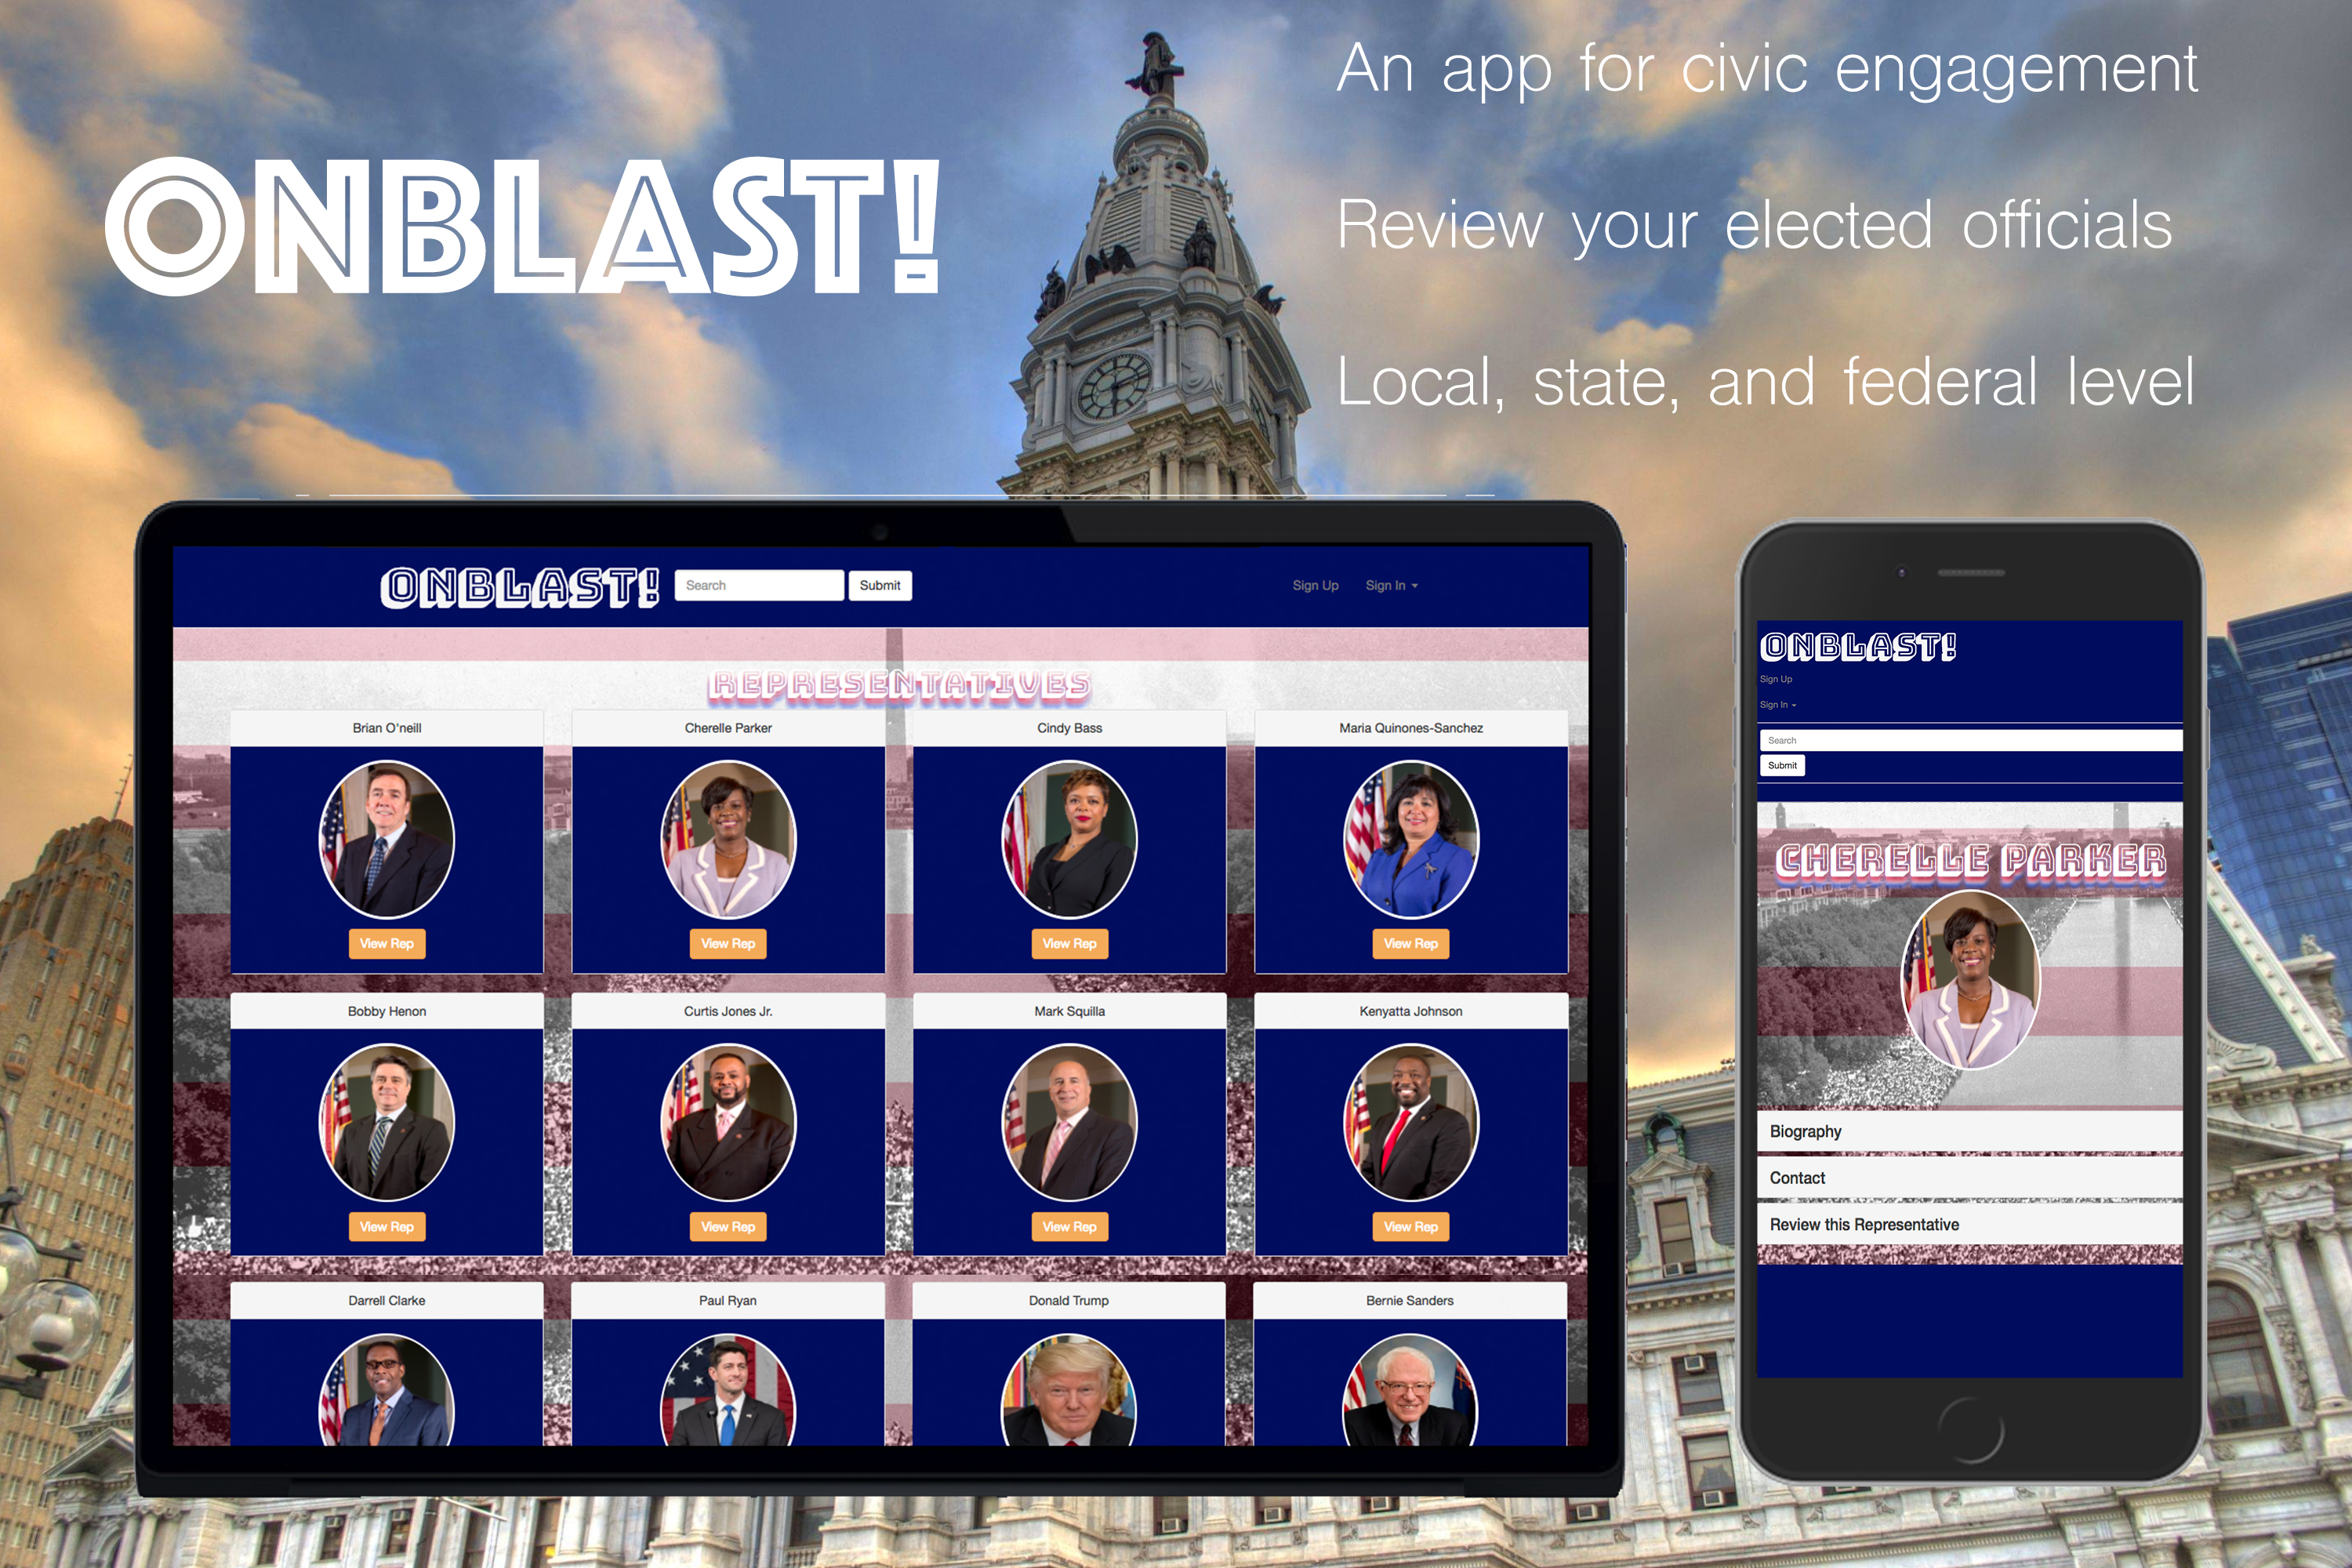 An app for civic engagement
ONBLAST!
Review your elected officials
Local, state, and federal level
ONBLAST!
Search
Submit
Sign Up
Sign In
REPRESENTATIVES
Brian O'neill
Cherelle Parker
Cindy Bass
Maria Quinones-Sanchez
View Rep
View Rep
View Rep
View Rep
Bobby Henon
Curtis Jones Jr.
Mark Squilla
Kenyatta Johnson
View Rep
View Rep
View Rep
View Rep
Darrell Clarke
Paul Ryan
Donald Trump
Bernie Sanders
ONBLAST!
Sign Up
Sign In
Search
Submit
CHERELLE PARKER
Biography
Contact
Review this Representative